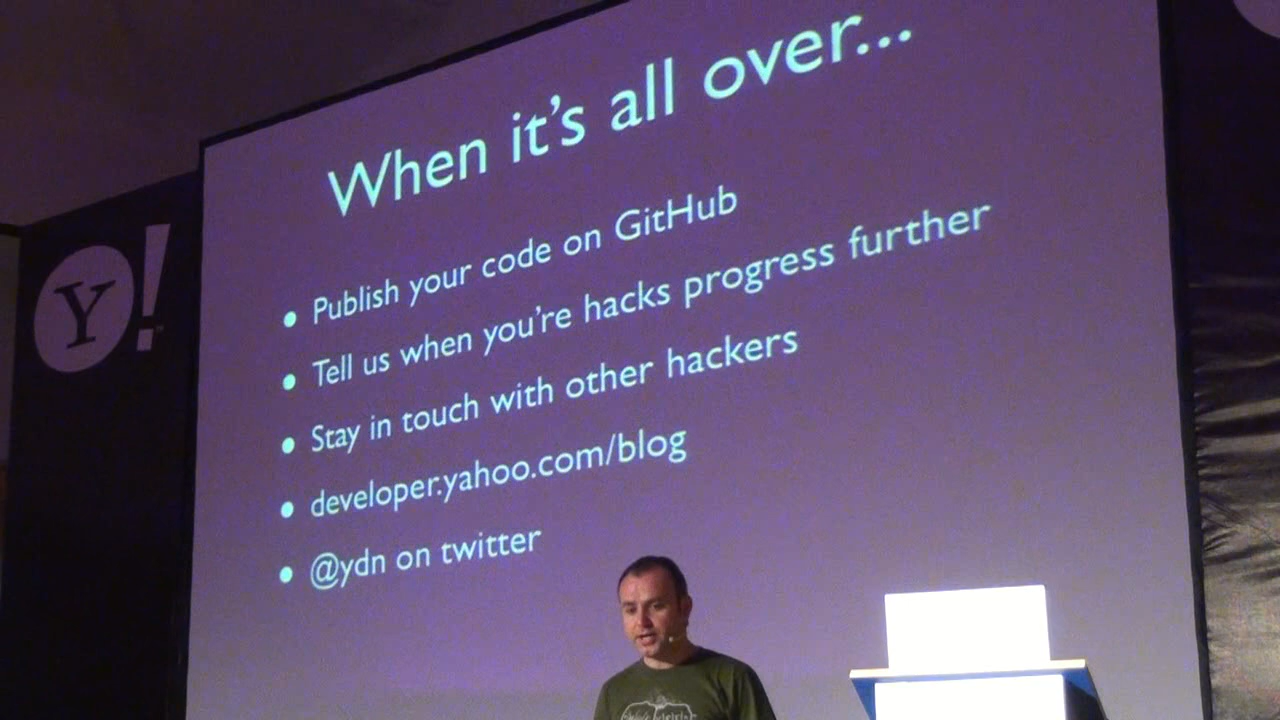 When it's all over...
• Publish your code on GitHub
• Tell us when you're hacks progress further
• Stay in touch with other hackers
• developer.yahoo.com/blog
• @ydn on twitter
Y!